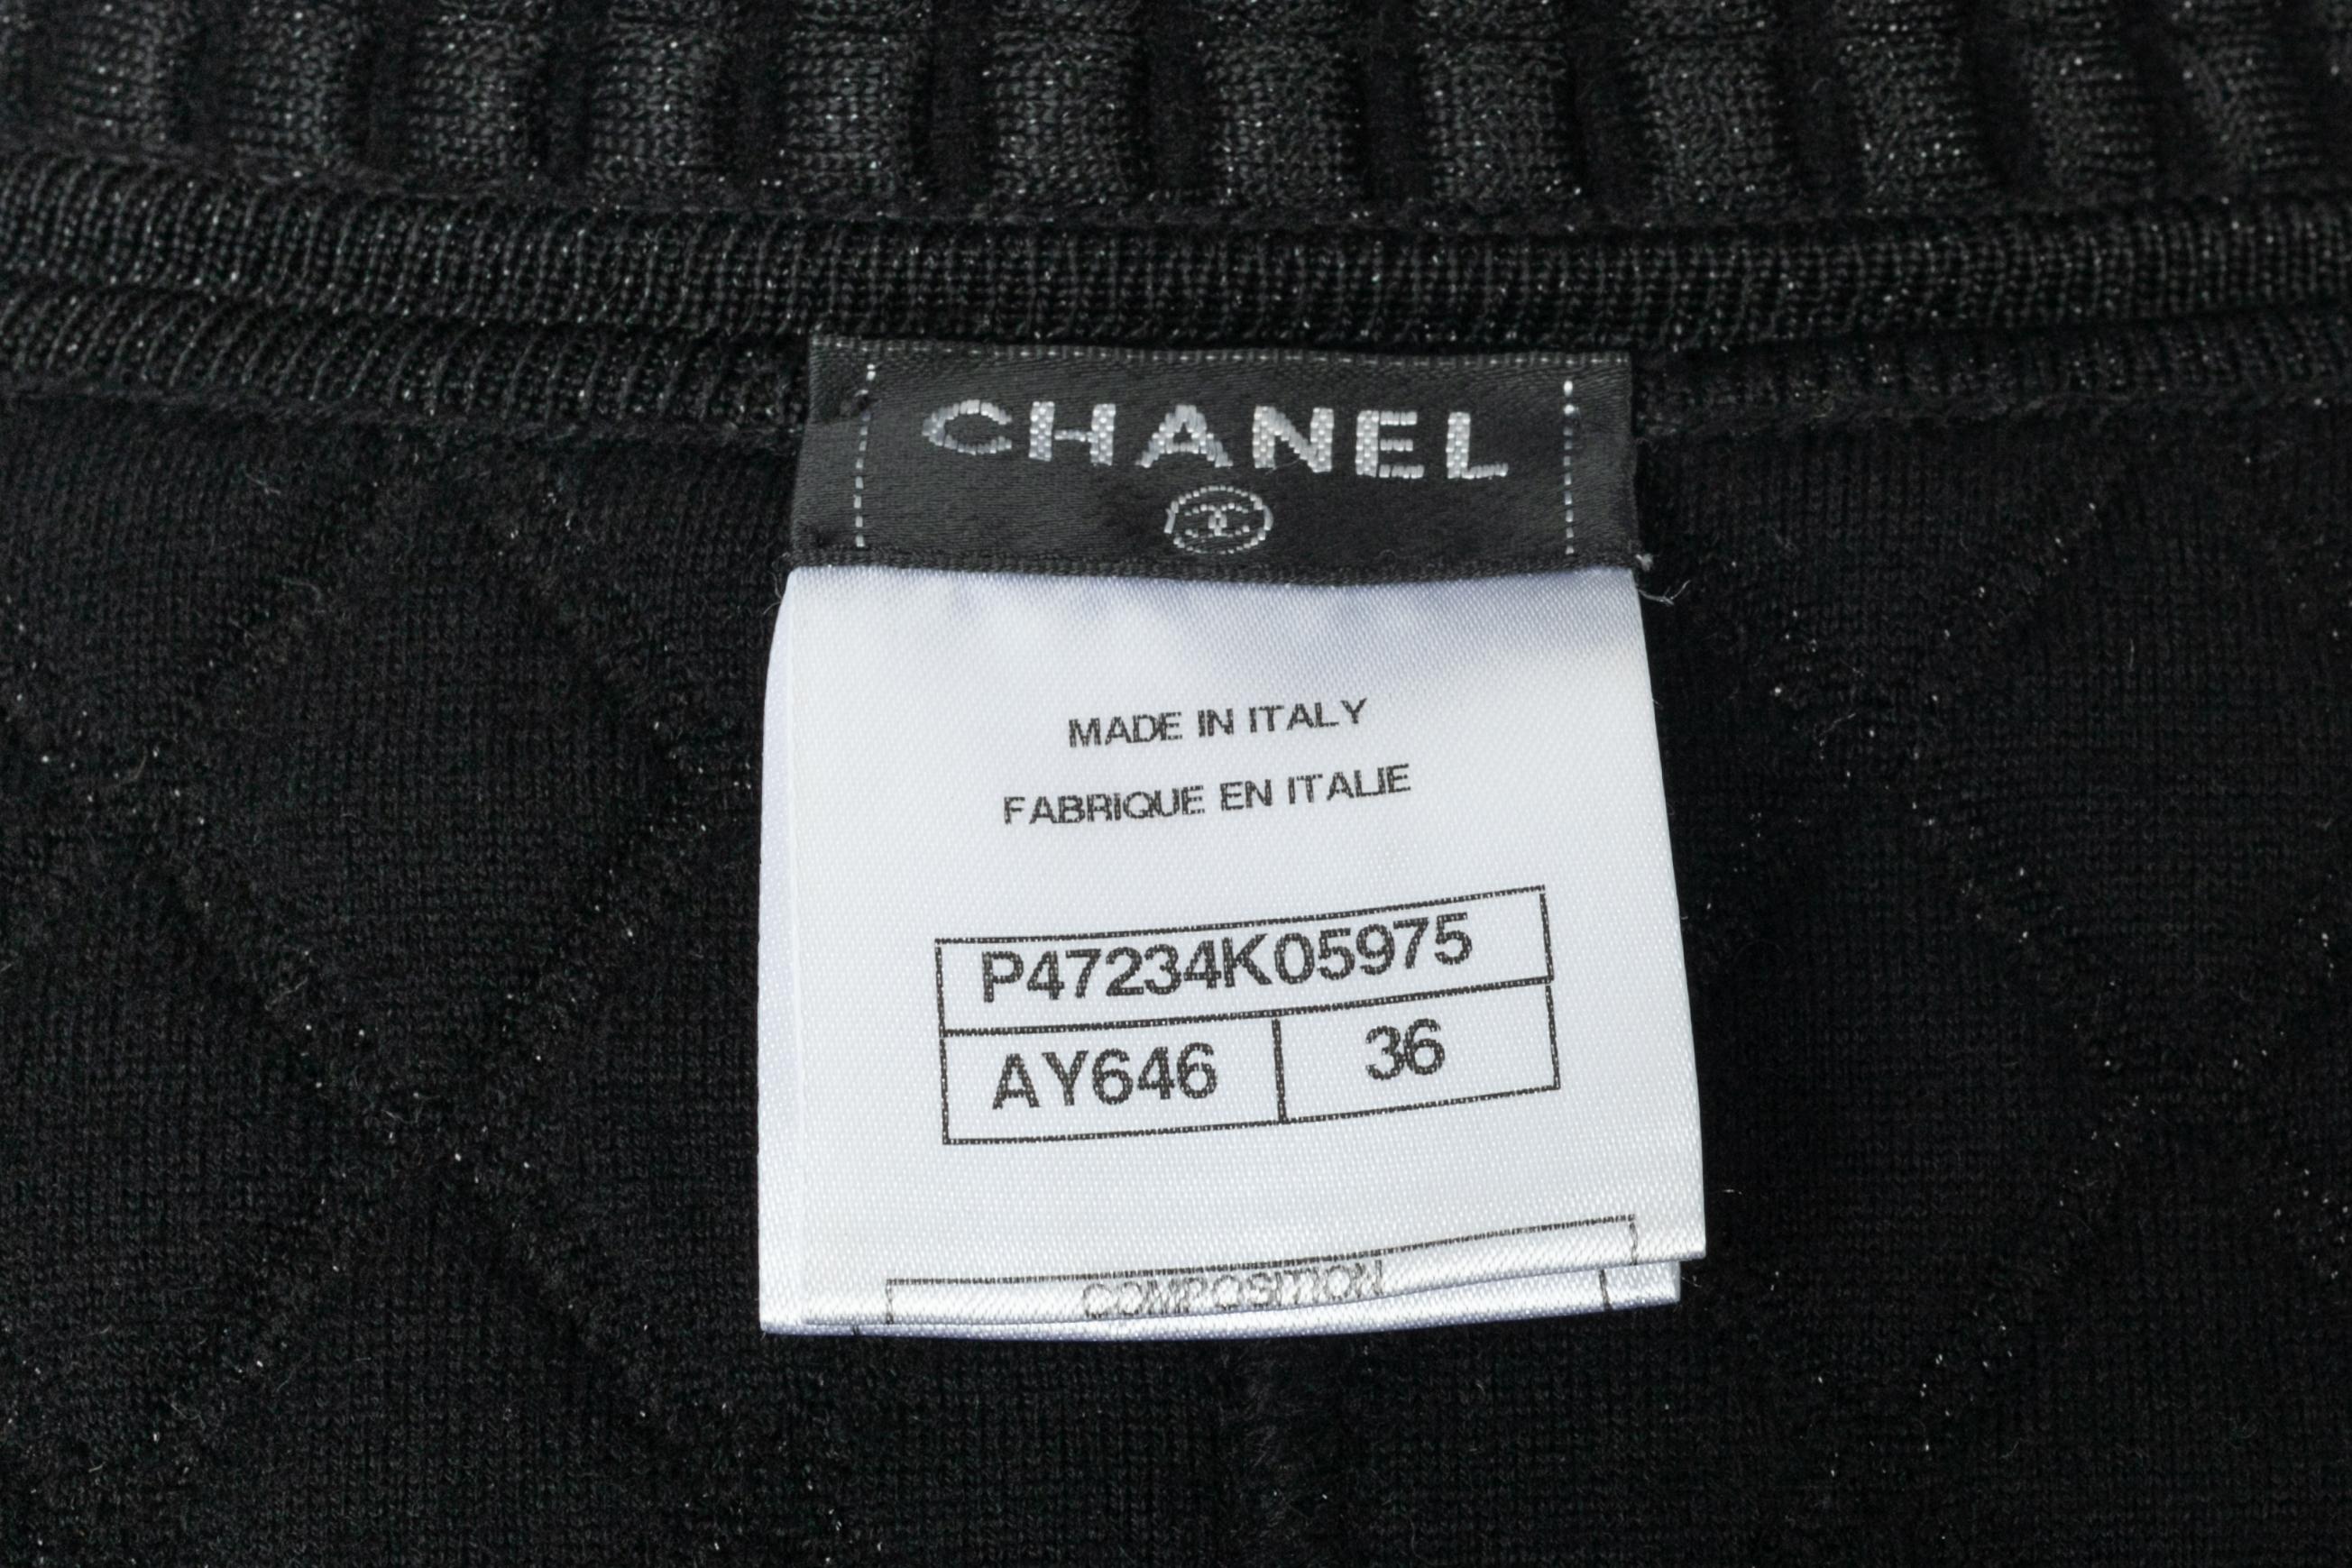 CHANEL
MADE IN ITALY
FABRIQUE EN ITALIE
P47234K05975
AY646 36
COMPOSITION